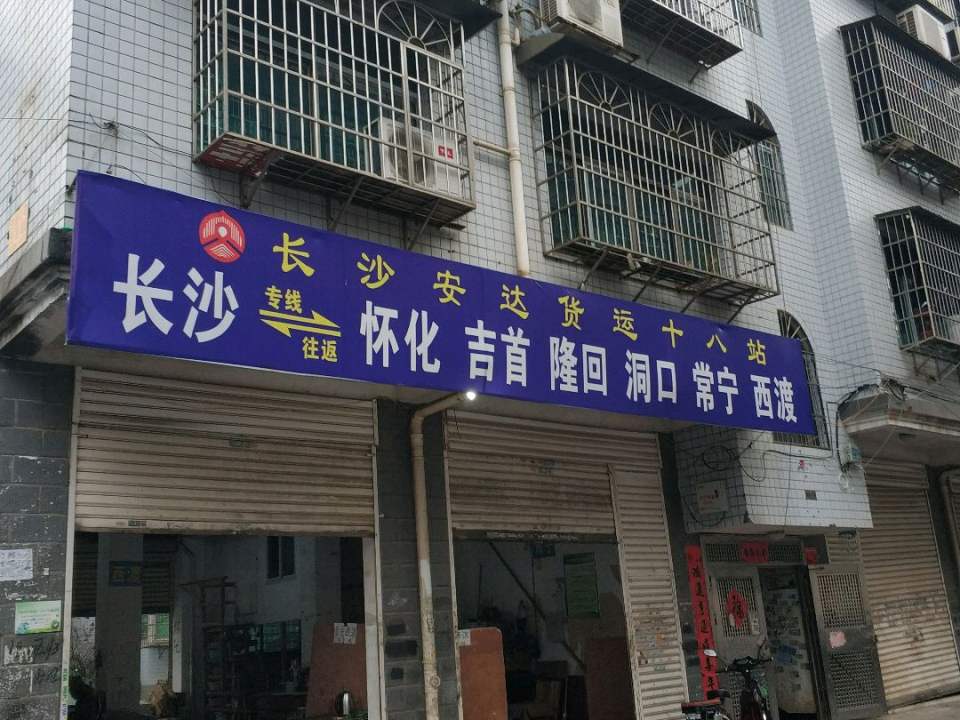 长沙安达货运十八站
长沙 专线 往返 怀化 吉首 隆回 洞口 常宁 西渡